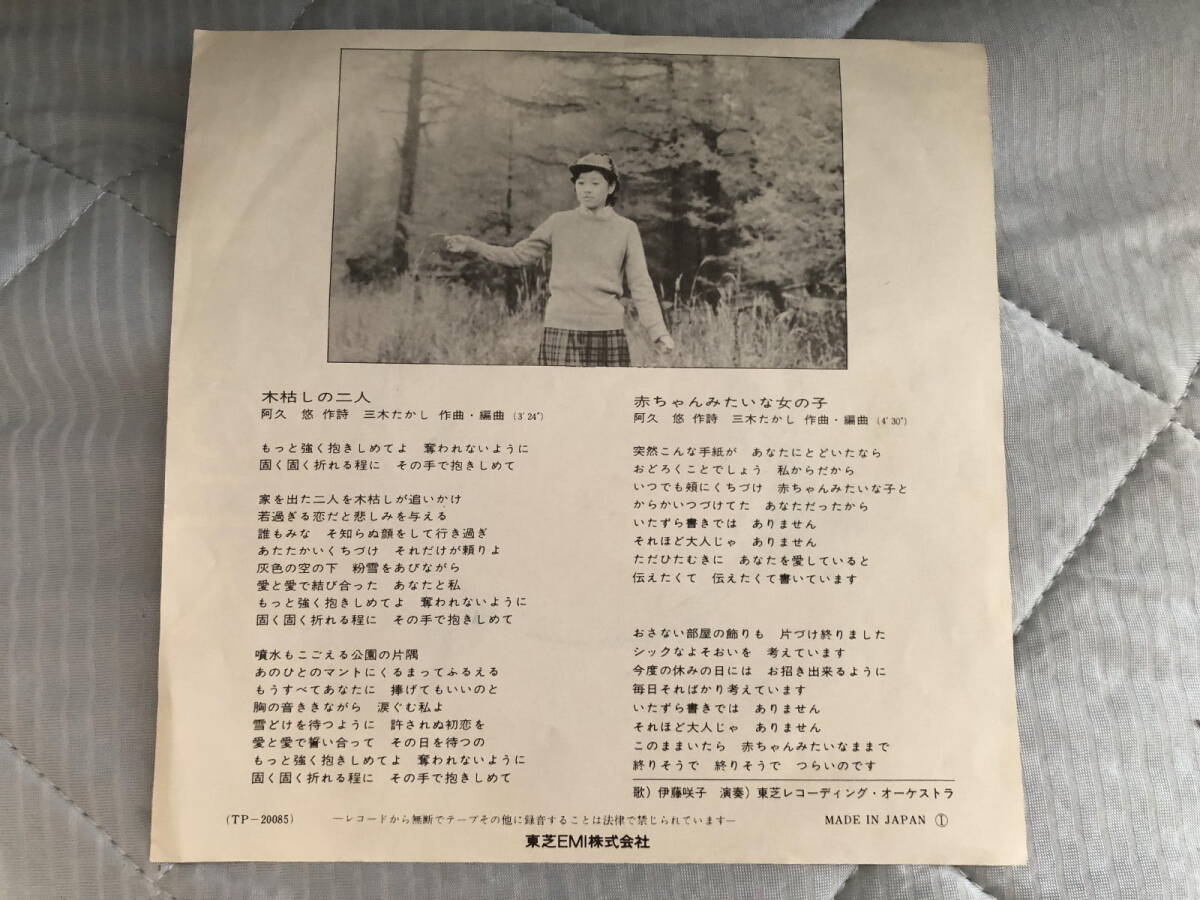 木枯しの二人
阿久 悠 作詩 三木たかし 作曲・編曲 (3'24")
もっと強く抱きしめてよ 奪われないように
固く固く折れる程に その手で抱きしめて
家を出た二人を木枯しが追いかけ
若過ぎる恋だと悲しみを与える
誰もみな そ知らぬ顔をして行き過ぎ
あたたかいくちづけ それだけが頼りよ
灰色の空の下 粉雪をあびながら
愛と愛で結び合った あなたと私
もっと強く抱きしめてよ 奪われないように
固く固く折れる程に その手で抱きしめて
噴水もこごえる公園の片隅
あのひとのマントにくるまってふるえる
もうすべてあなたに 捧げてもいいのと
胸の音ききながら 涙ぐむ私よ
雪どけを待つように 許されぬ初恋を
愛と愛で誓い合って その日を待つの
もっと強く抱きしめてよ 奪われないように
固く固く折れる程に その手で抱きしめて
赤ちゃんみたいな女の子
阿久 悠 作詩 三木たかし 作曲・編曲 (4'30")
突然こんな手紙が あなたにとどいたなら
おどろくことでしょう 私からだから
いつでも頬にくちづけ 赤ちゃんみたいな子と
からかいつづけてた あなただったから
いたずら書きでは ありません
それほど大人じゃ ありません
ただひたむきに あなたを愛していると
伝えたくて 伝えたくて書いています
おさない部屋の飾りも 片づけ終りました
シックなよそおいを 考えています
今度の休みの日には お招き出来るように
毎日そればかり考えています
いたずら書きでは ありません
それほど大人じゃ ありません
このままいたら 赤ちゃんみたいなままで
終りそうで 終りそうで つらいのです
歌）伊藤咲子 演奏）東芝レコーディング・オーケストラ
(TP-20085) ―レコードから無断でテープその他に録音することは法律で禁じられています― MADE IN JAPAN ①
東芝EMI株式会社